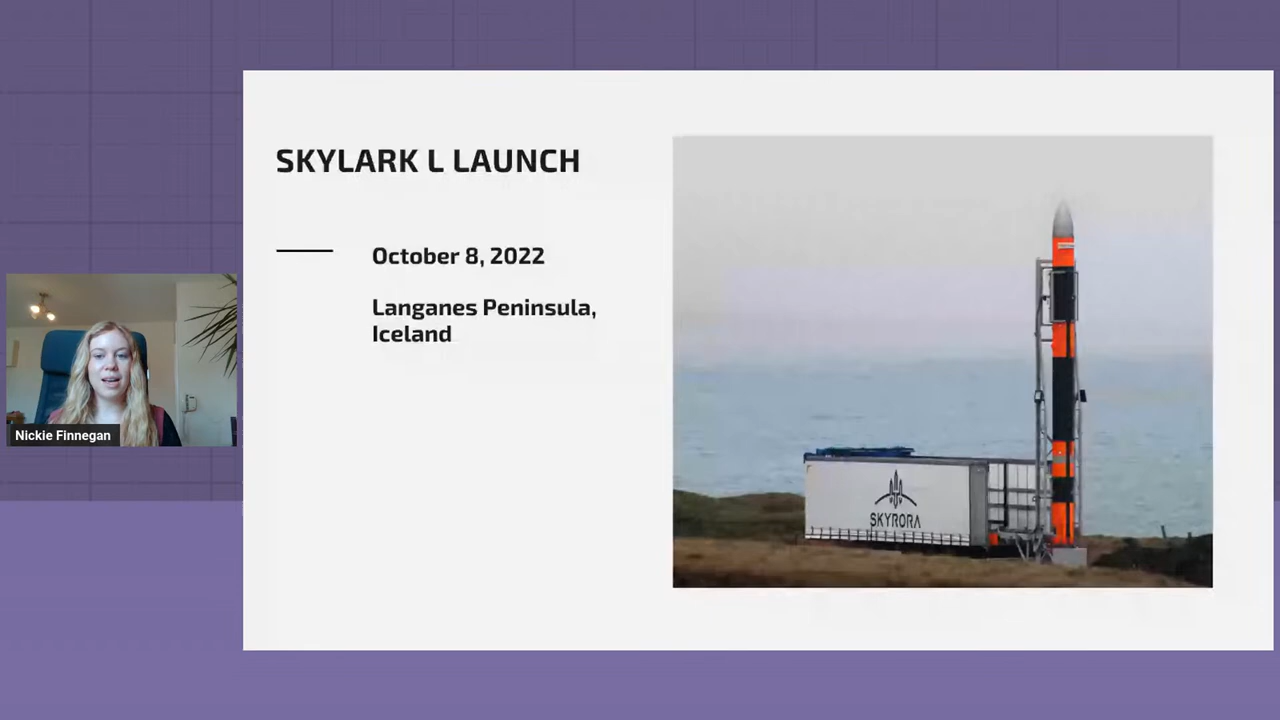 SKYLARK L LAUNCH
October 8, 2022
Langanes Peninsula,
Iceland
Nickie Finnegan
SKYRORA